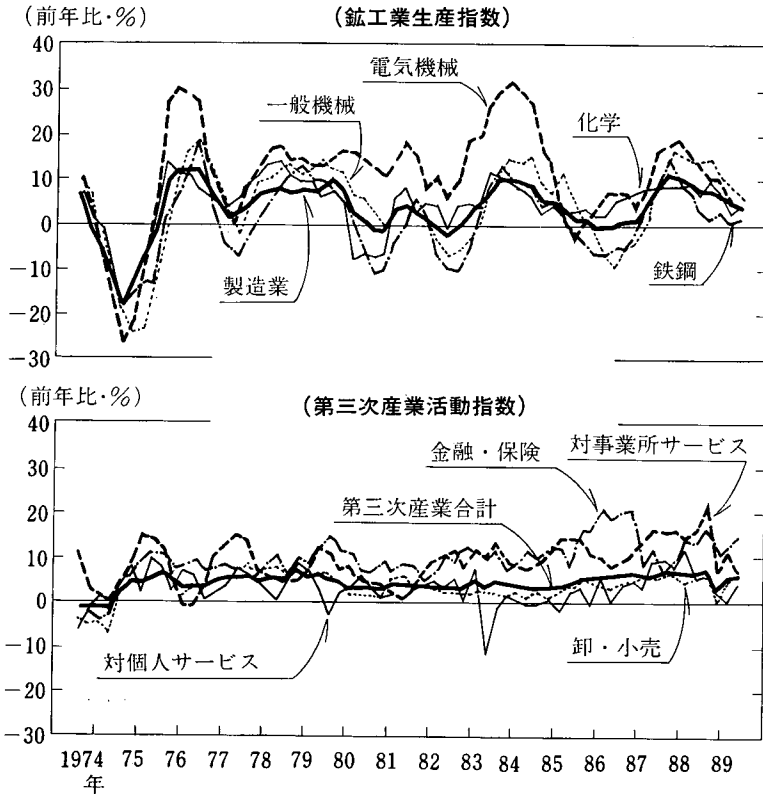 (前年比・%)
(鉱工業生産指数)
40
30
20
10
0
−10
−20
−30
電気機械
一般機械
化学
製造業
鉄鋼
(前年比・%)
(第三次産業活動指数)
40
30
20
10
0
−10
−20
−30
金融・保険
対事業所サービス
第三次産業合計
対個人サービス
卸・小売
1974 75 76 77 78 79 80 81 82 83 84 85 86 87 88 89
年